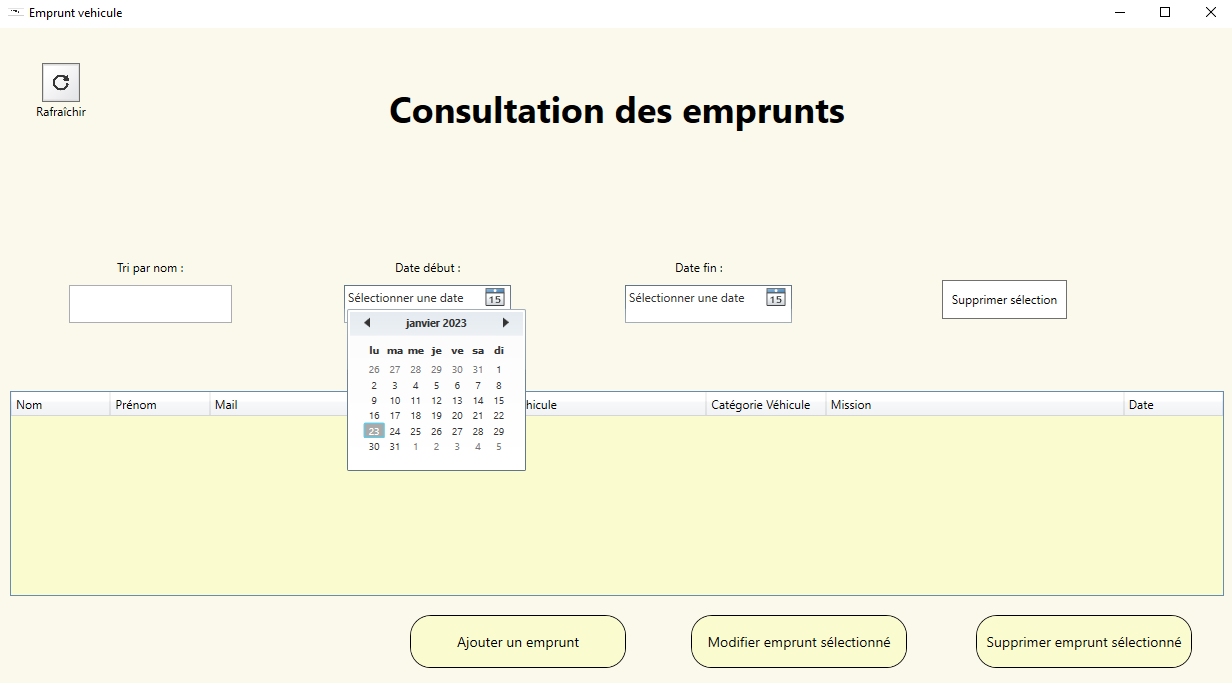 Emprunt vehicule
Rafraîchir
Consultation des emprunts
Tri par nom :
Date début :
Date fin :
Sélectionner une date
15
Sélectionner une date
15
Supprimer sélection
janvier 2023
lu ma me je ve sa di
26 27 28 29 30 31 1
2 3 4 5 6 7 8
9 10 11 12 13 14 15
16 17 18 19 20 21 22
23 24 25 26 27 28 29
30 31 1 2 3 4 5
Nom Prénom Mail hicule Catégorie Véhicule Mission Date
Ajouter un emprunt
Modifier emprunt sélectionné
Supprimer emprunt sélectionné